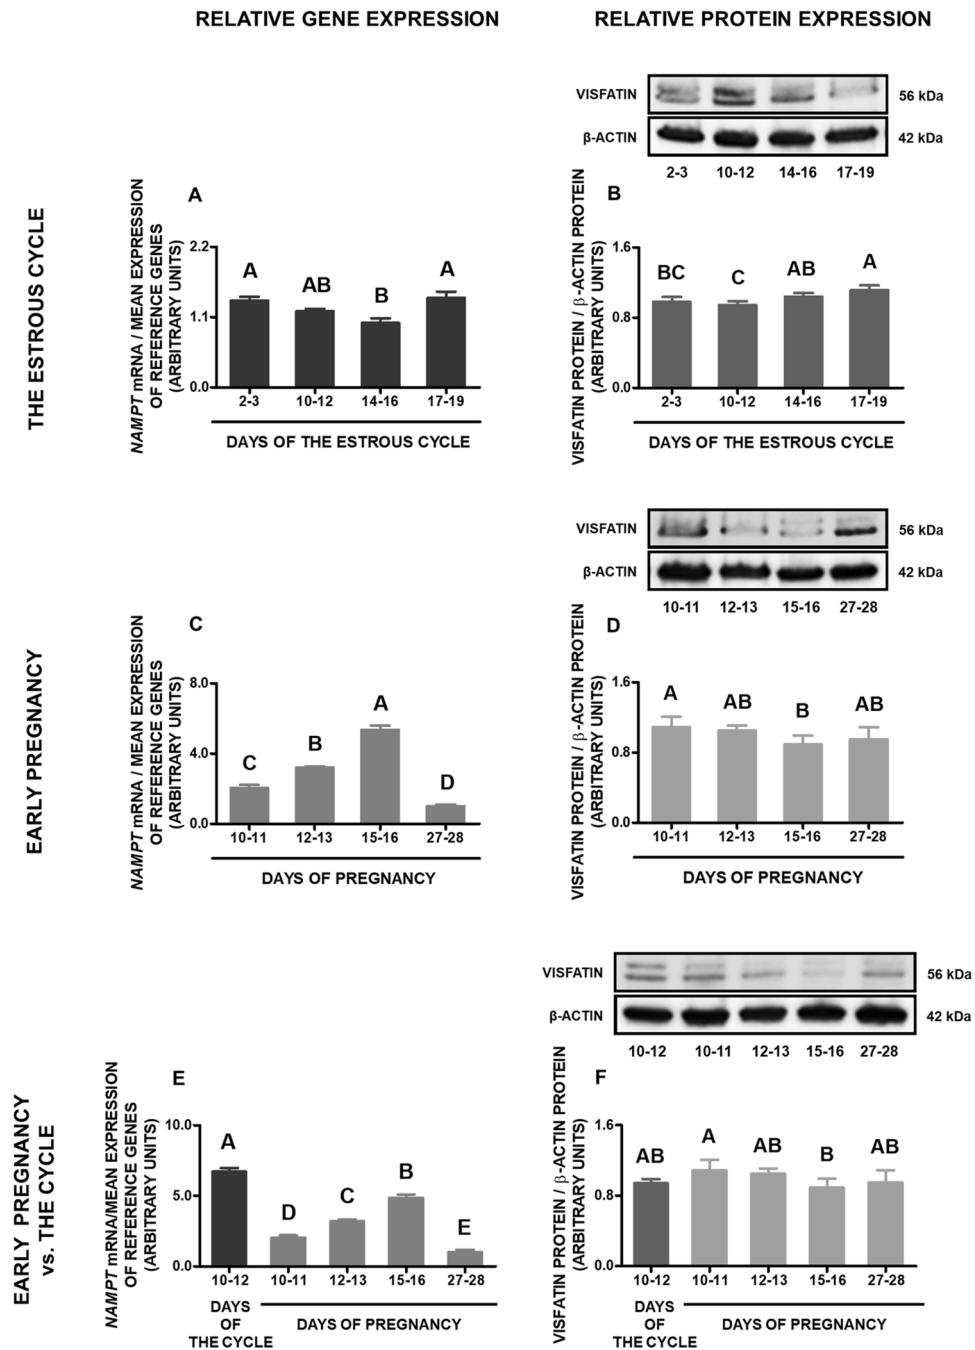 RELATIVE GENE EXPRESSION
RELATIVE PROTEIN EXPRESSION
THE ESTROUS CYCLE
A
NAMPT mRNA / MEAN EXPRESSION
OF REFERENCE GENES
(ARBITRARY UNITS)
2.2
1.1
0.0
A
AB
B
A
2-3
10-12
14-16
17-19
DAYS OF THE ESTROUS CYCLE
VISFATIN
56 kDa
β-ACTIN
42 kDa
2-3
10-12
14-16
17-19
B
VISFATIN PROTEIN / β-ACTIN PROTEIN
(ARBITRARY UNITS)
1.6
0.8
0.0
BC
C
AB
A
2-3
10-12
14-16
17-19
DAYS OF THE ESTROUS CYCLE
EARLY PREGNANCY
C
NAMPT mRNA / MEAN EXPRESSION
OF REFERENCE GENES
(ARBITRARY UNITS)
8.0
4.0
0.0
C
B
A
D
10-11
12-13
15-16
27-28
DAYS OF PREGNANCY
VISFATIN
56 kDa
β-ACTIN
42 kDa
10-11
12-13
15-16
27-28
D
VISFATIN PROTEIN / β-ACTIN PROTEIN
(ARBITRARY UNITS)
1.6
0.8
0.0
A
AB
B
AB
10-11
12-13
15-16
27-28
DAYS OF PREGNANCY
EARLY PREGNANCY
vs. THE CYCLE
E
NAMPT mRNA/MEAN EXPRESSION
OF REFERENCE GENES
(ARBITRARY UNITS)
10.0
5.0
0.0
A
D
C
B
E
10-12
10-11
12-13
15-16
27-28
DAYS
OF
THE CYCLE
DAYS OF PREGNANCY
VISFATIN
56 kDa
β-ACTIN
42 kDa
10-12
10-11
12-13
15-16
27-28
F
VISFATIN PROTEIN / β-ACTIN PROTEIN
(ARBITRARY UNITS)
1.6
0.8
0.0
AB
A
AB
B
AB
10-12
10-11
12-13
15-16
27-28
DAYS
OF
THE CYCLE
DAYS OF PREGNANCY